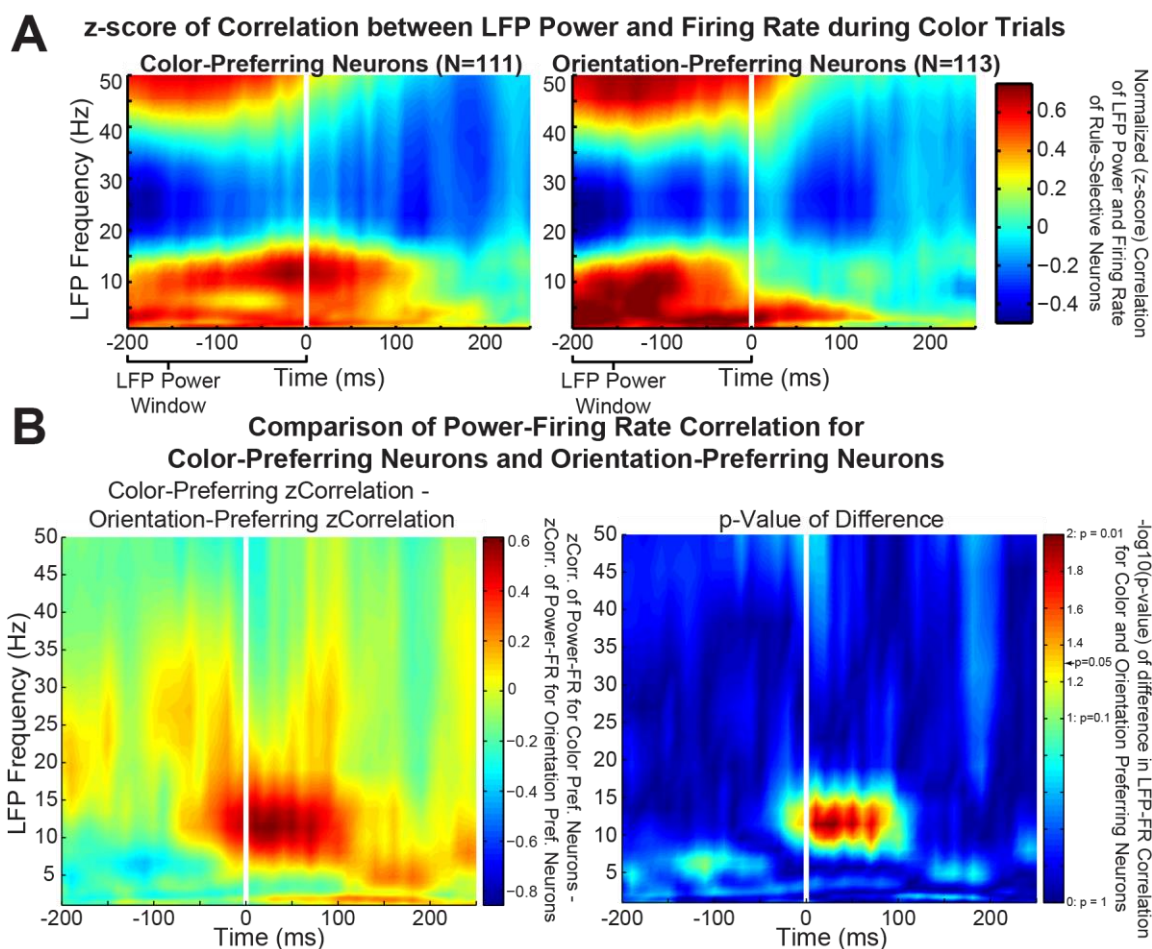 A
z-score of Correlation between LFP Power and Firing Rate during Color Trials
Color-Preferring Neurons (N=111)
Orientation-Preferring Neurons (N=113)
LFP Frequency (Hz)
50
40
30
20
10
-200
-100
0
100
200
Time (ms)
LFP Power
Window
50
40
30
20
10
-200
-100
0
100
200
Time (ms)
LFP Power
Window
0.6
0.4
0.2
0
−0.2
−0.4
Normalized (z-score) Correlation
of LFP Power and Firing Rate
of Rule-Selective Neurons
B
Comparison of Power-Firing Rate Correlation for
Color-Preferring Neurons and Orientation-Preferring Neurons
Color-Preferring zCorrelation -
Orientation-Preferring zCorrelation
LFP Frequency (Hz)
50
45
40
35
30
25
20
15
10
5
-200
-100
0
100
200
Time (ms)
0.6
0.4
0.2
0
−0.2
−0.4
−0.6
−0.8
zCorr. of Power-FR for Color Pref. Neurons -
zCorr. of Power-FR for Orientation Pref. Neurons
p-Value of Difference
50
45
40
35
30
25
20
15
10
5
-200
-100
0
100
200
Time (ms)
2: p = 0.01
1.8
1.6
1.4
p=0.05
1.2
1: p=0.1
0: p = 1
-log10(p-value) of difference in LFP-FR Correlation
for Color and Orientation Preferring Neurons